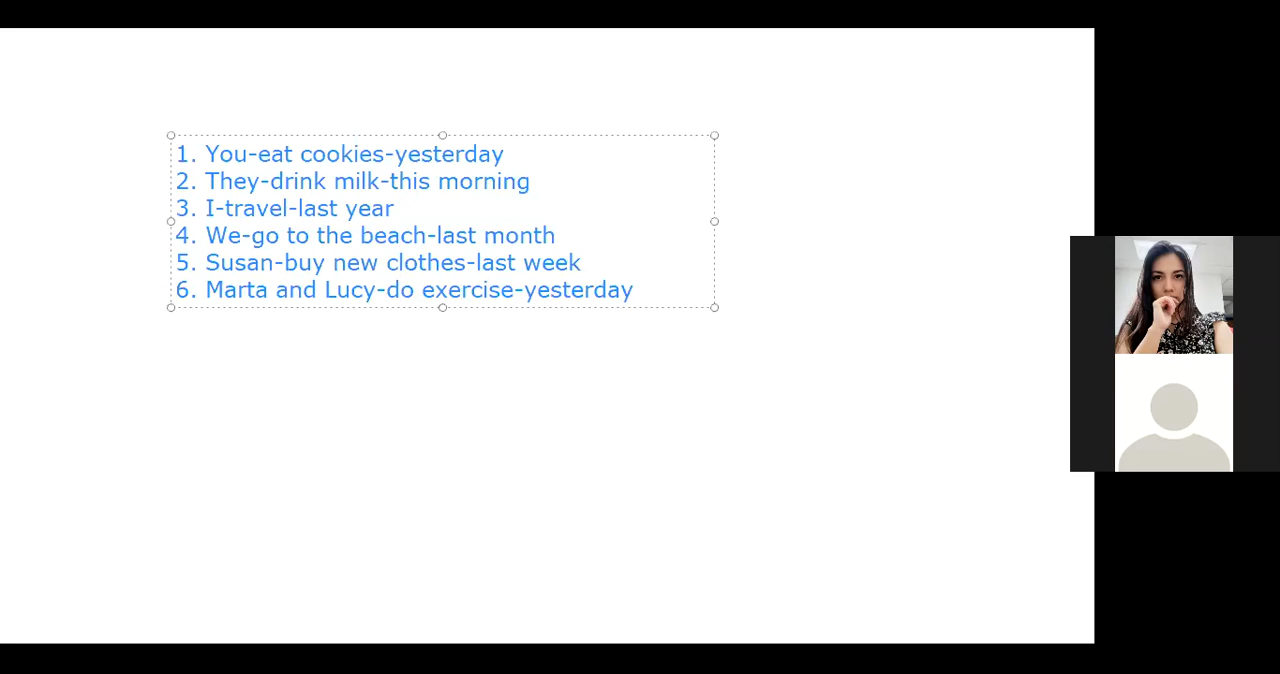 1. You-eat cookies-yesterday
2. They-drink milk-this morning
3. I-travel-last year
4. We-go to the beach-last month
5. Susan-buy new clothes-last week
6. Marta and Lucy-do exercise-yesterday